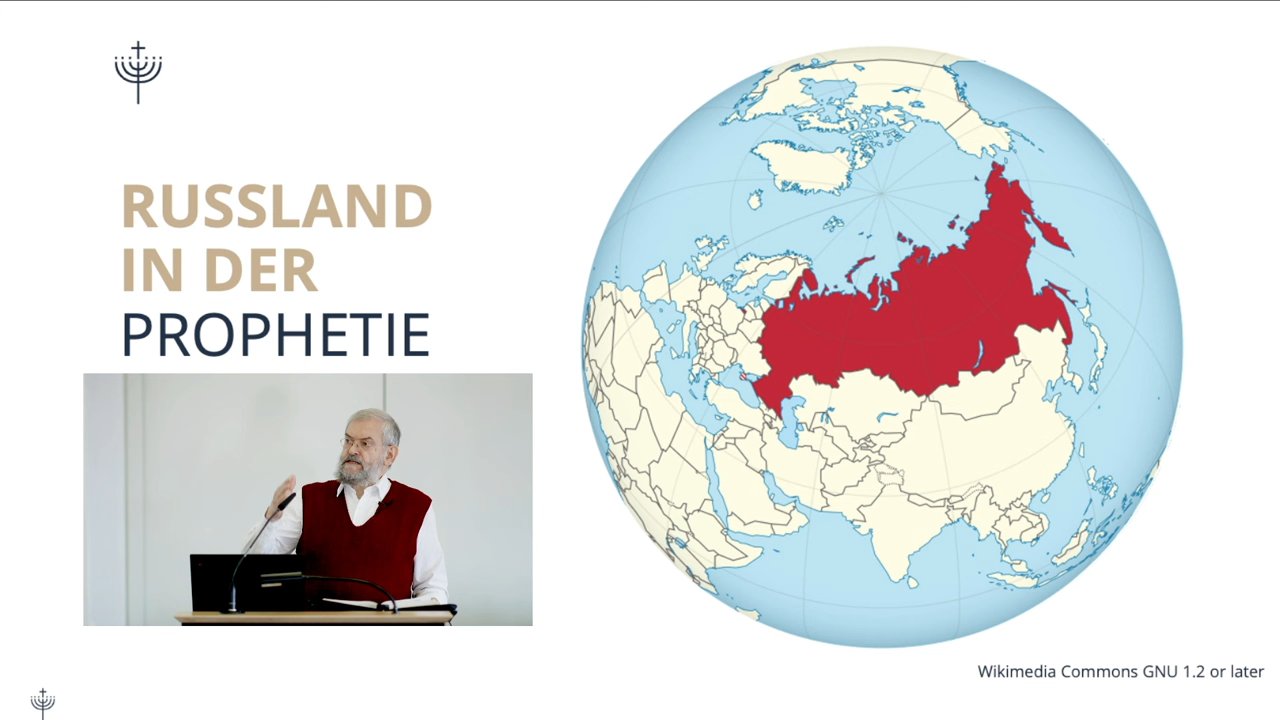 RUSSLAND
IN DER
PROPHETIE
Wikimedia Commons GNU 1.2 or later